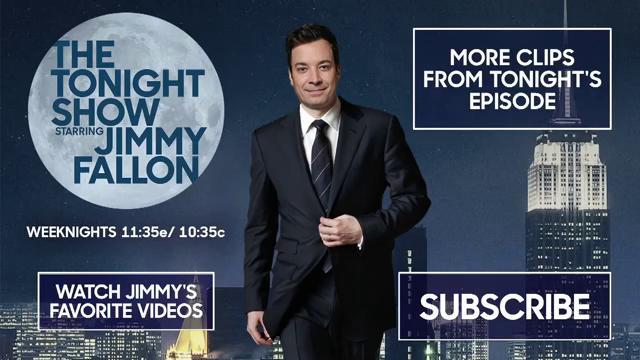 THE
TONIGHT
SHOW
STARRING
JIMMY
FALLON
WEEKNIGHTS 11:35e/ 10:35c
WATCH JIMMY'S
FAVORITE VIDEOS
MORE CLIPS
FROM TONIGHT'S
EPISODE
SUBSCRIBE